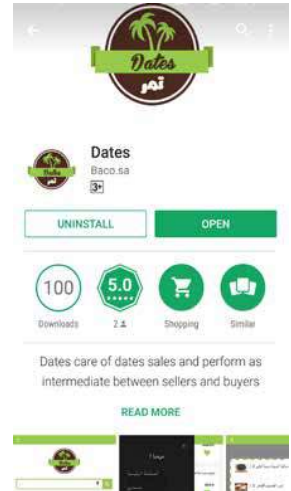 Dates
تمر
Dates
Baco.sa
3+
UNINSTALL
OPEN
100
5.0
Downloads
2
Shopping
Similar
Dates care of dates sales and perform as
intermediate between sellers and buyers
READ MORE